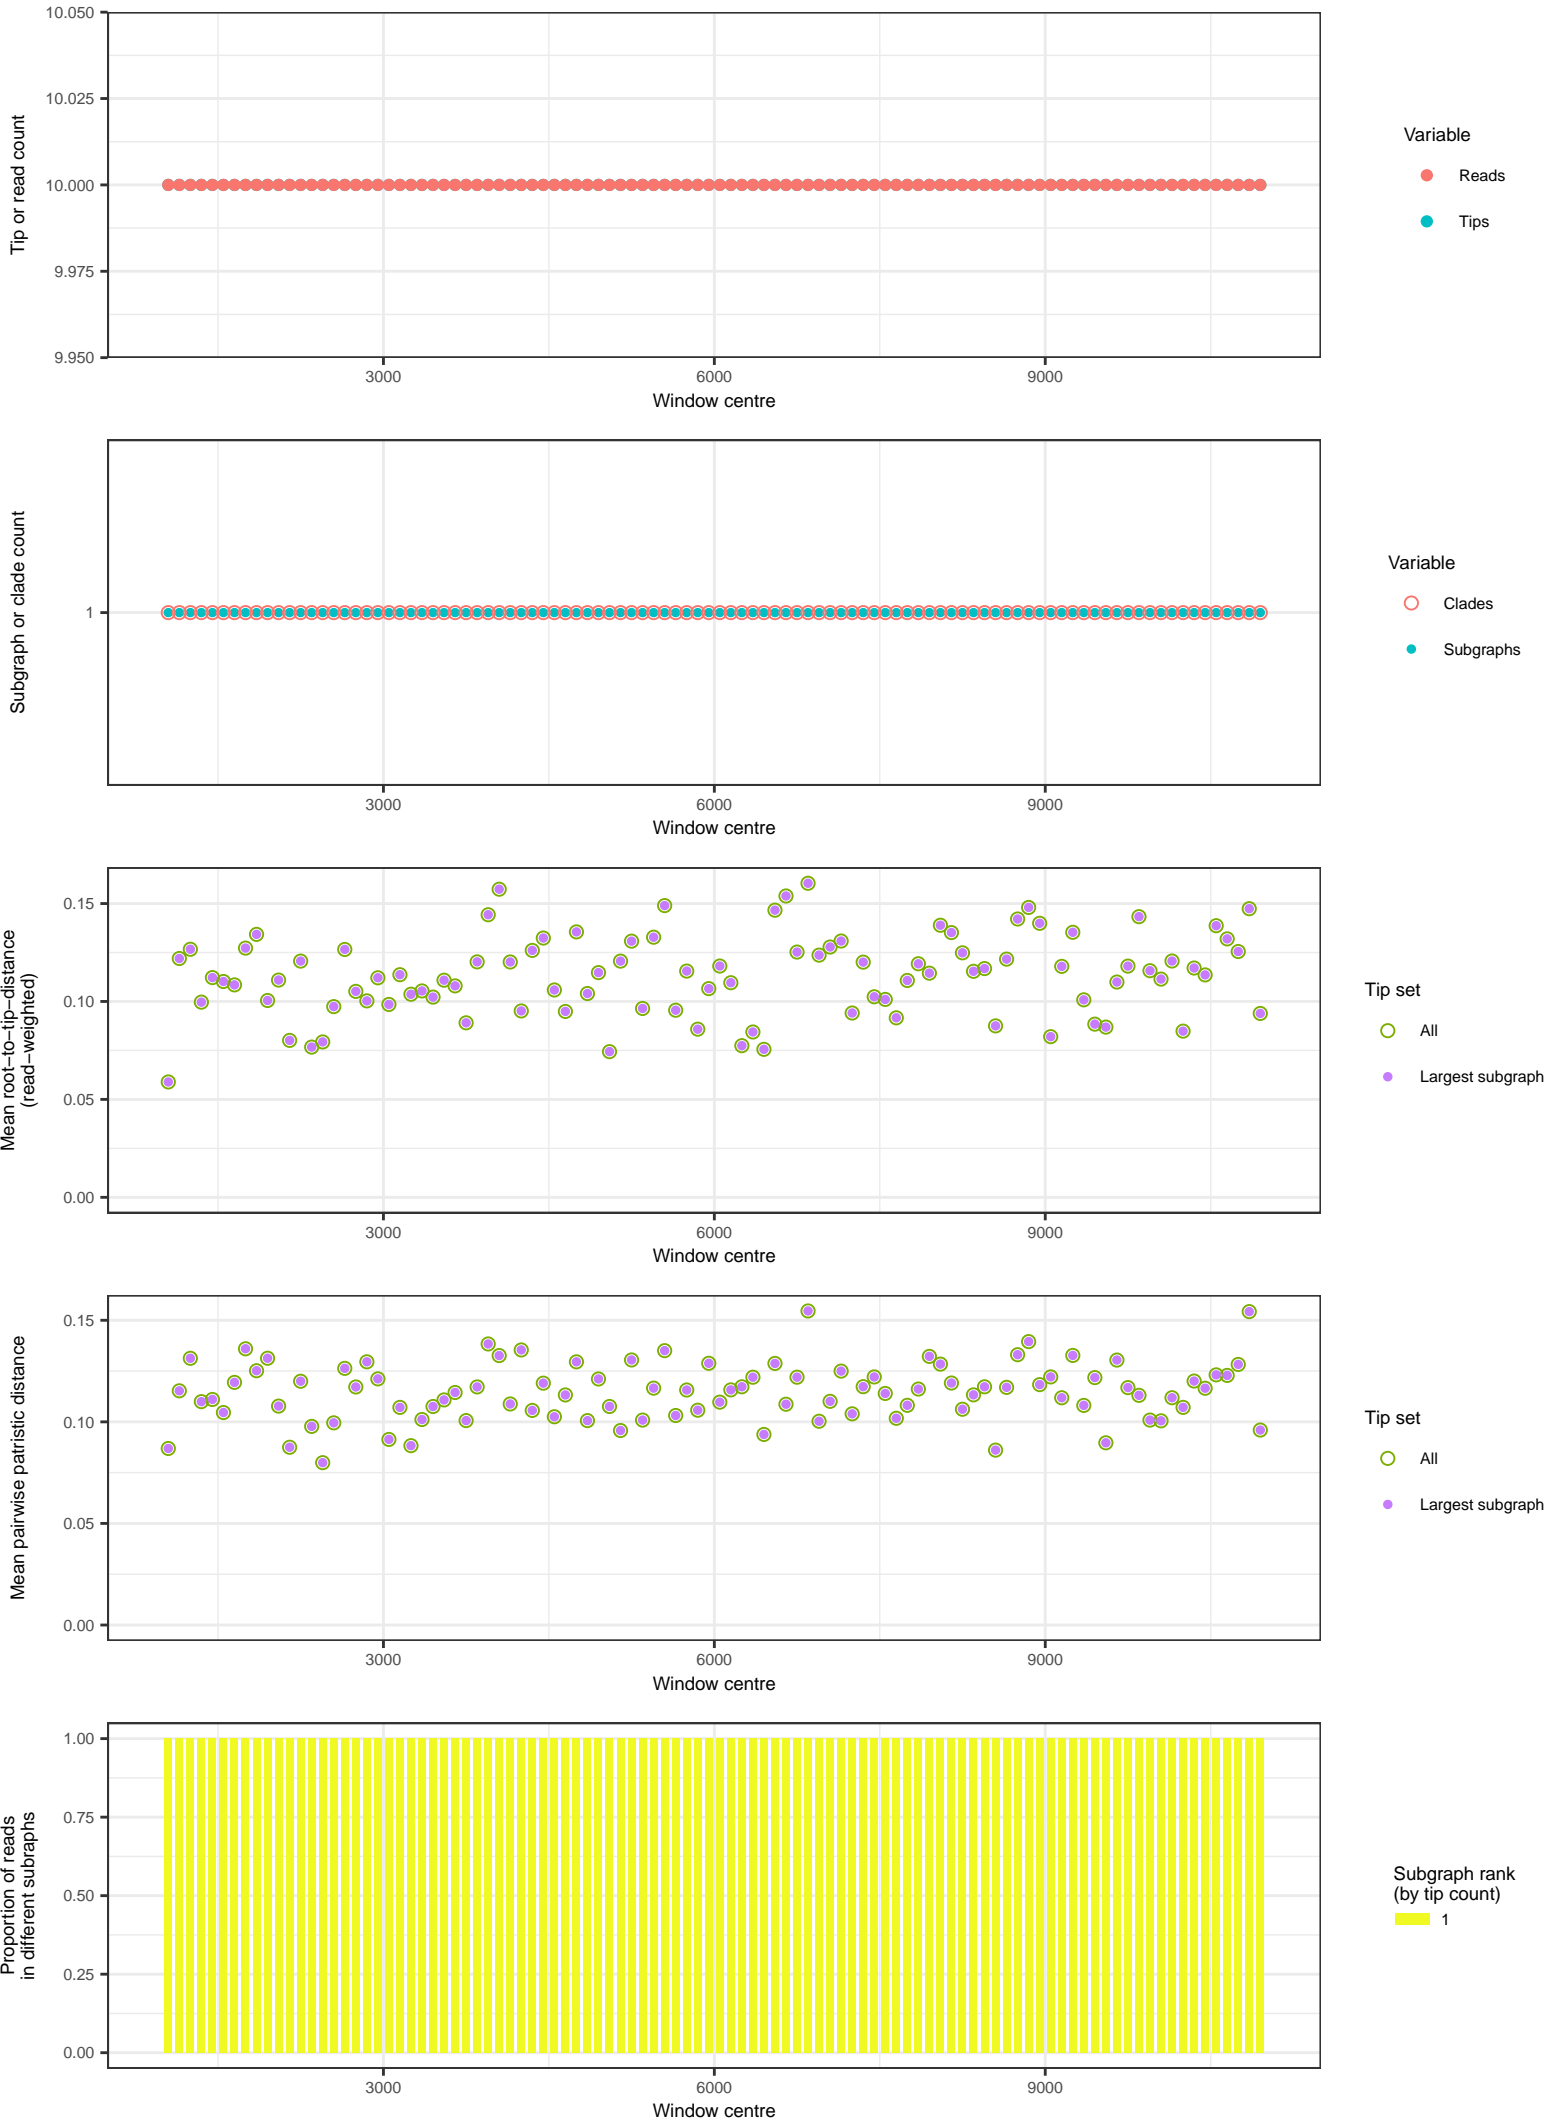 10.050
10.025
10.000
9.975
9.950
Tip or read count
3000
6000
9000
Window centre
Variable
Reads
Tips
1
Subgraph or clade count
3000
6000
9000
Window centre
Variable
Clades
Subgraphs
0.15
0.10
0.05
0.00
Mean root−to−tip−distance
(read−weighted)
3000
6000
9000
Window centre
Tip set
All
Largest subgraph
0.15
0.10
0.05
0.00
Mean pairwise patristic distance
3000
6000
9000
Window centre
Tip set
All
Largest subgraph
1.00
0.75
0.50
0.25
0.00
Proportion of reads
in different subraphs
3000
6000
9000
Window centre
Subgraph rank
(by tip count)
1